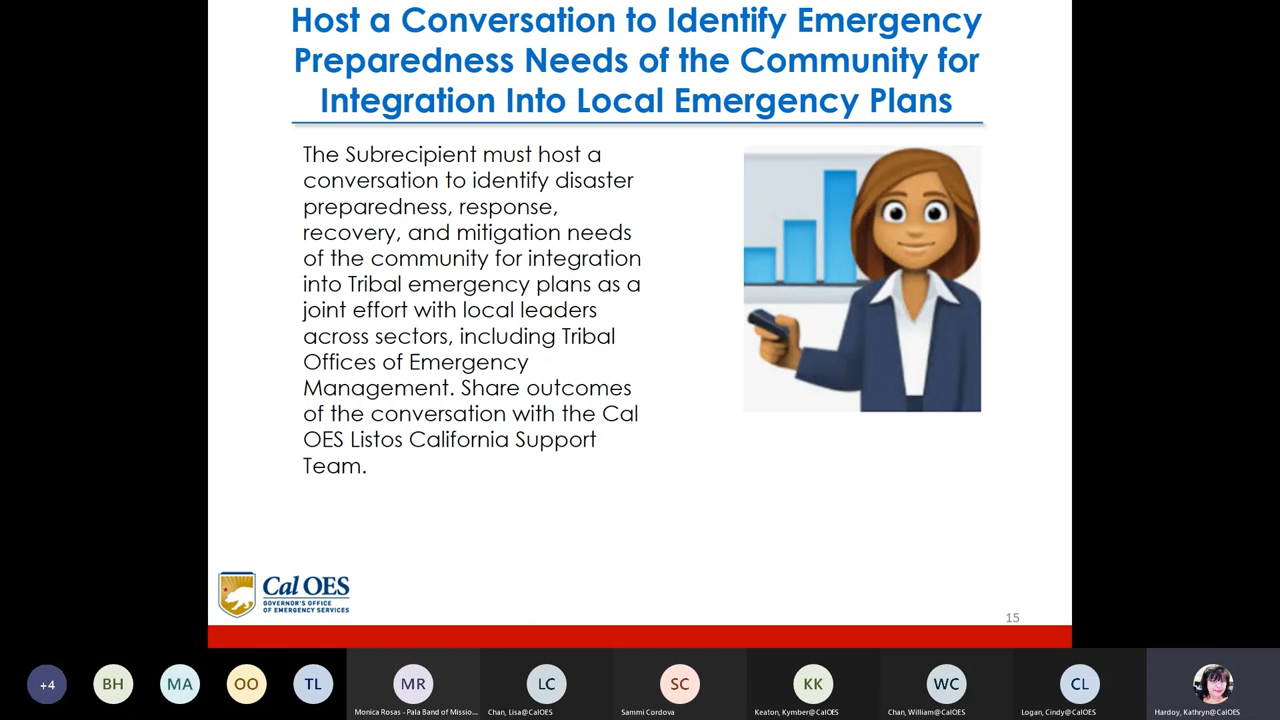 Host a Conversation to Identify Emergency
Preparedness Needs of the Community for
Integration Into Local Emergency Plans
The Subrecipient must host a
conversation to identify disaster
preparedness, response,
recovery, and mitigation needs
of the community for integration
into Tribal emergency plans as a
joint effort with local leaders
across sectors, including Tribal
Offices of Emergency
Management. Share outcomes
of the conversation with the Cal
OES Listos California Support
Team.
Cal OES
GOVERNOR'S OFFICE
OF EMERGENCY SERVICES
15
+4
BH
MA
OO
TL
MR
LC
SC
KK
WC
CL
Monica Rosas - Pala Band of Missio...
Chan, Lisa@CalOES
Sammi Cordova
Keaton, Kymber@CalOES
Chan, William@CalOES
Logan, Cindy@CalOES
Hardoy, Kathryn@CalOES